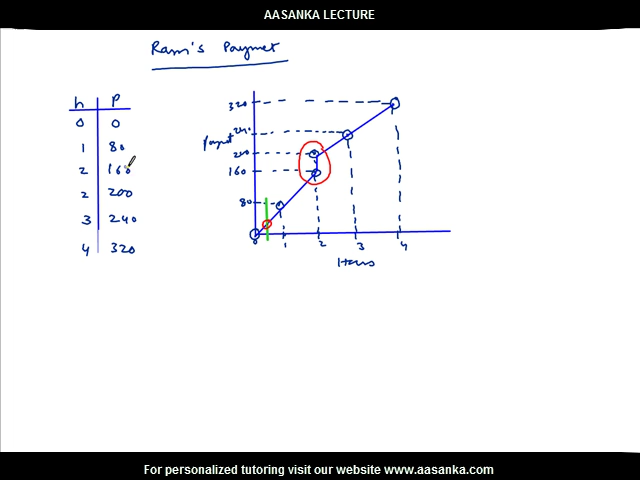 AASANKA LECTURE
Ram's Paymet
h P
0 0
1 80
2 160
2 200
3 240
4 320
320
240
Paymet
200
160
80
0 1 2 3 4
Hours
For personalized tutoring visit our website www.aasanka.com